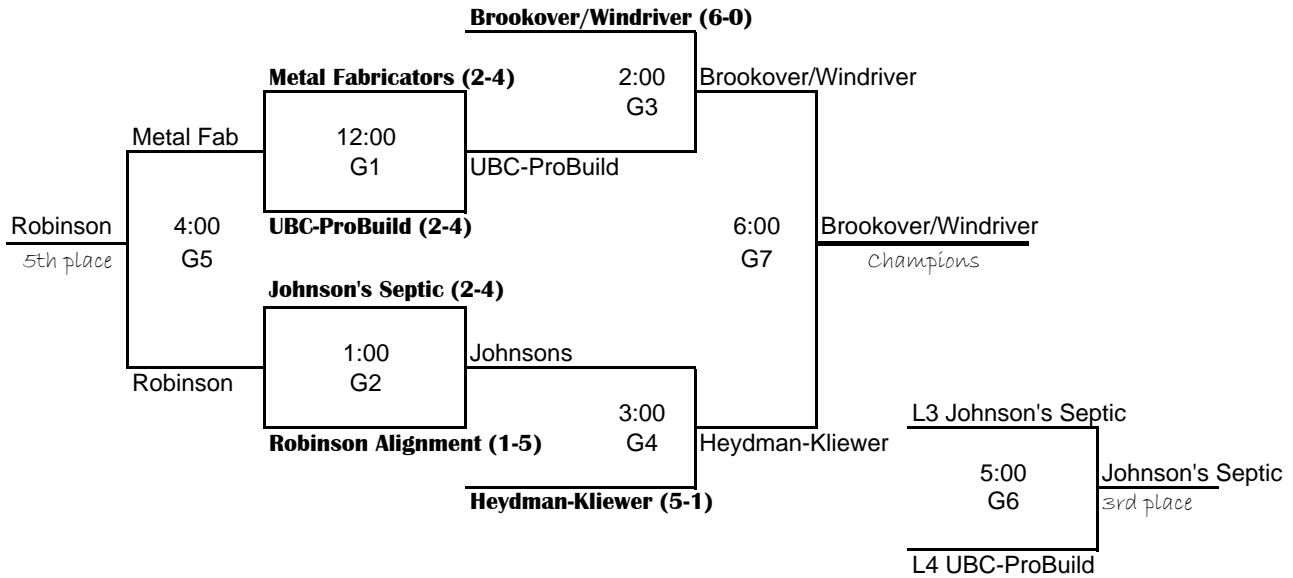 Brookover/Windriver (6-0)
Metal Fabricators (2-4)
2:00
Brookover/Windriver
G3
Metal Fab
12:00
G1
UBC-ProBuild
Robinson
4:00
UBC-ProBuild (2-4)
6:00
Brookover/Windriver
5th place
G5
G7
Champions
Johnson's Septic (2-4)
1:00
Johnsons
Robinson
G2
3:00
L3 Johnson's Septic
Robinson Alignment (1-5)
G4
Heydman-Kliewer
5:00
Johnson's Septic
Heydman-Kliewer (5-1)
G6
3rd place
L4 UBC-ProBuild